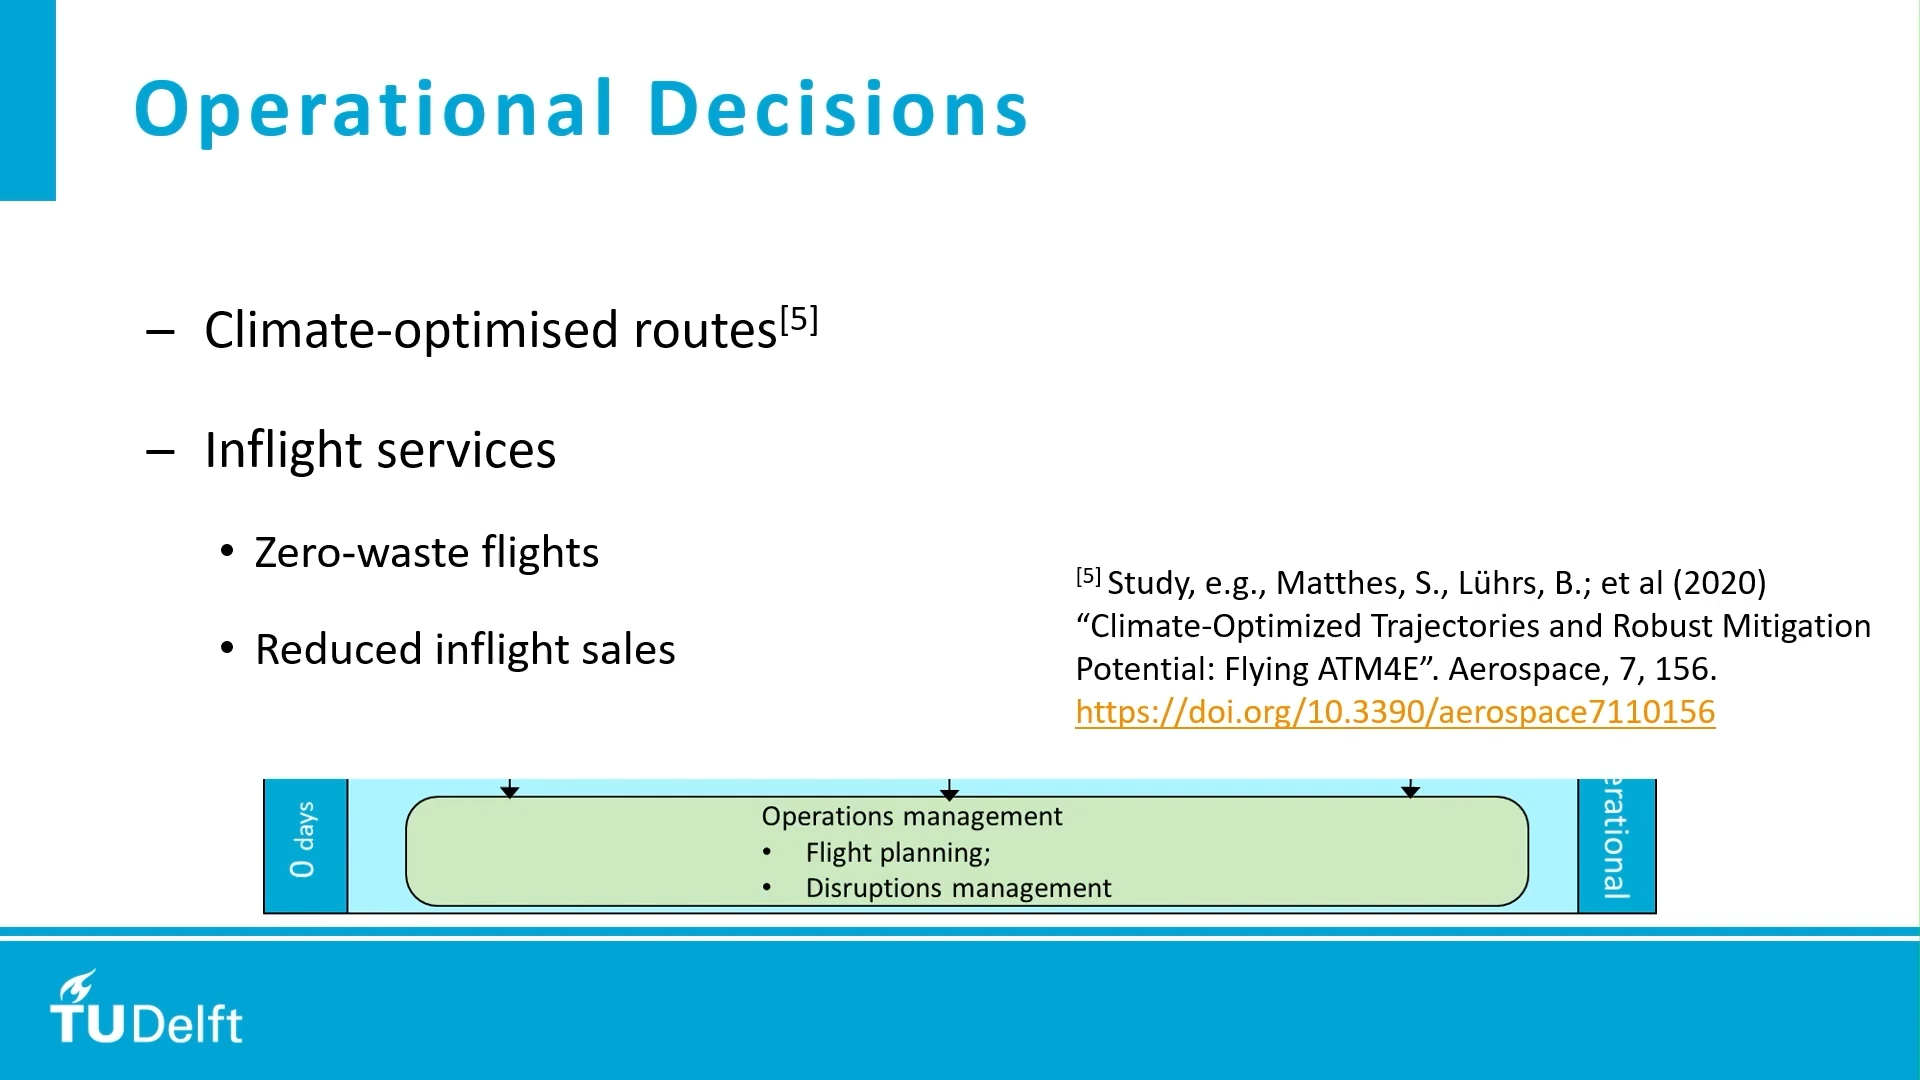 Operational Decisions
– Climate-optimised routes[5]
– Inflight services
• Zero-waste flights
• Reduced inflight sales
[5] Study, e.g., Matthes, S., Lührs, B.; et al (2020)
“Climate-Optimized Trajectories and Robust Mitigation
Potential: Flying ATM4E”. Aerospace, 7, 156.
https://doi.org/10.3390/aerospace7110156
0 days
Operations management
• Flight planning;
• Disruptions management
erational
TUDelft